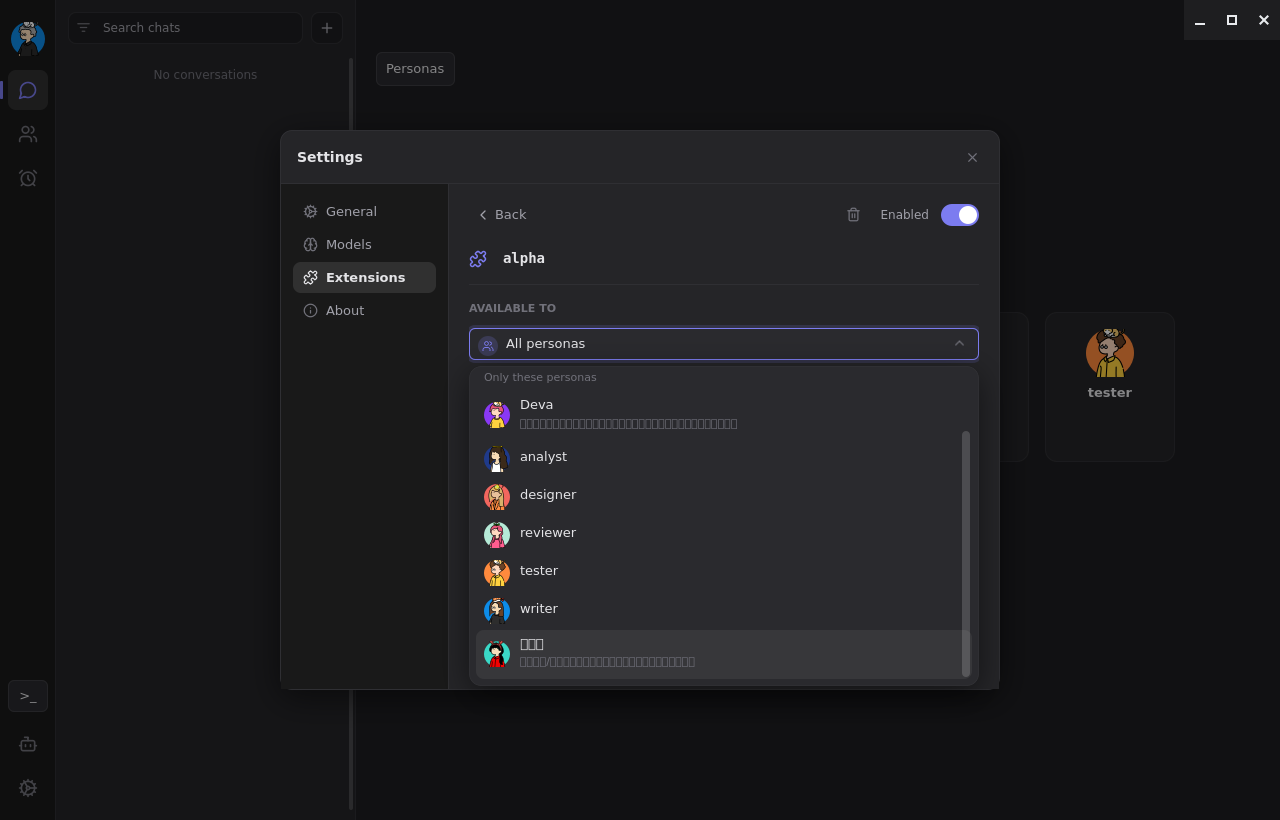 Search chats
No conversations
Personas
Settings
General
Models
Extensions
About
Back
Enabled
alpha
AVAILABLE TO
All personas
Only these personas
Deva
analyst
designer
reviewer
tester
writer
tester
>_